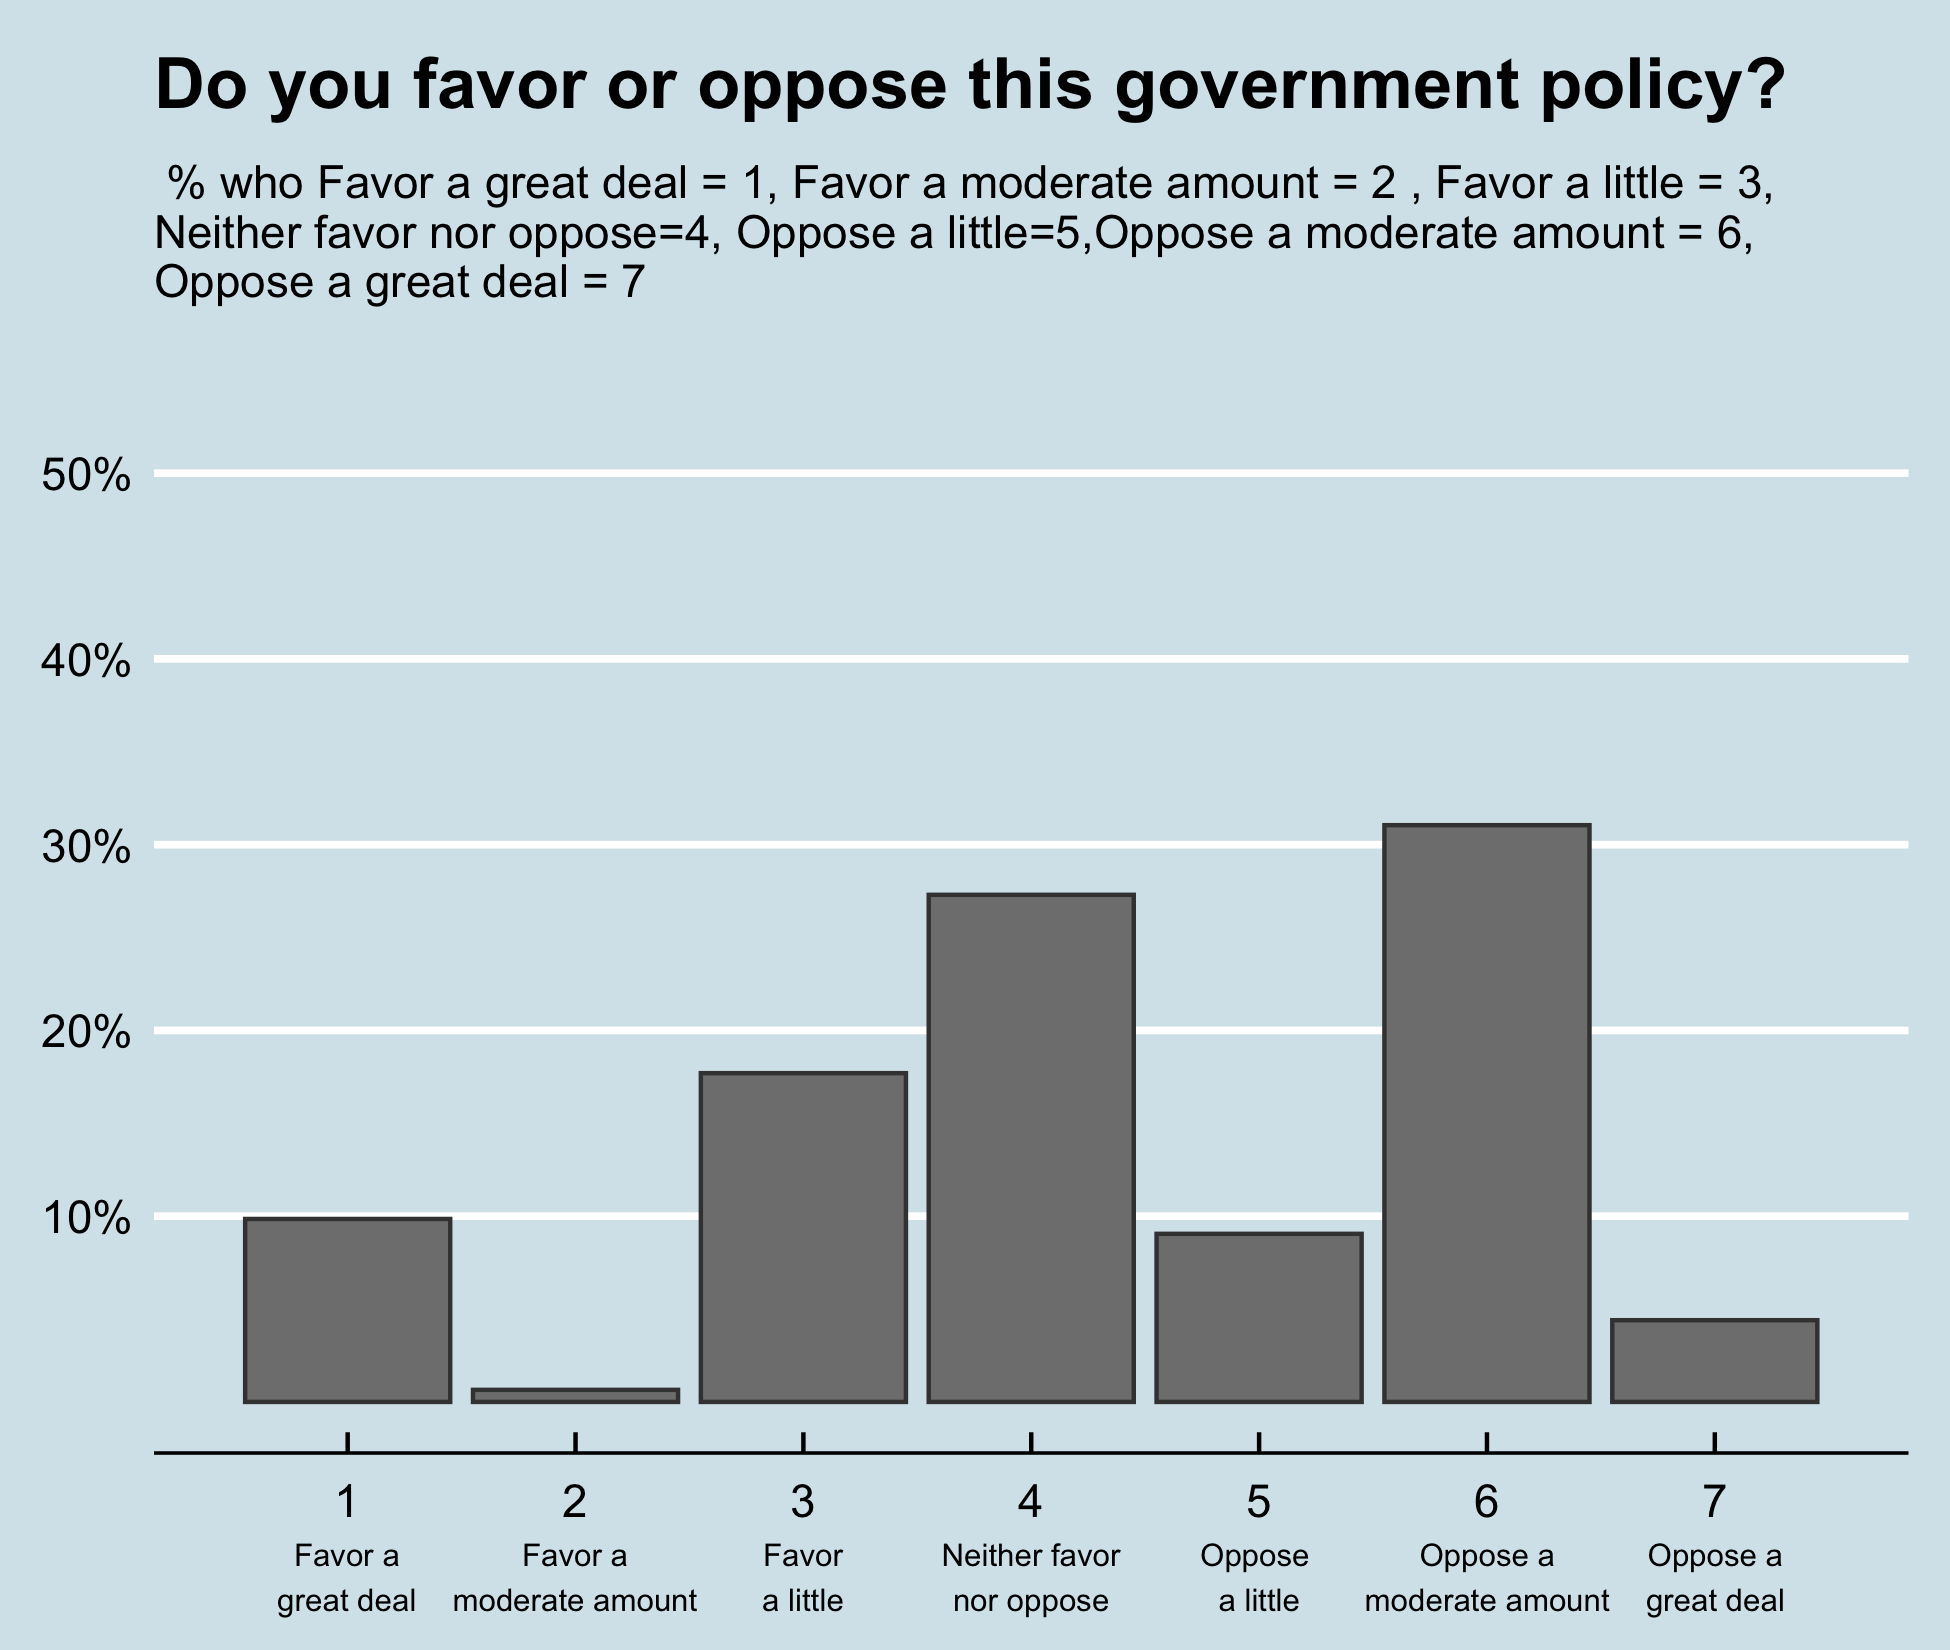 Do you favor or oppose this government policy?
% who Favor a great deal = 1, Favor a moderate amount = 2 , Favor a little = 3,
Neither favor nor oppose=4, Oppose a little=5,Oppose a moderate amount = 6,
Oppose a great deal = 7
50%
40%
30%
20%
10%
1 2 3 4 5 6 7
Favor a Favor a Favor Neither favor Oppose Oppose a Oppose a
great deal moderate amount a little nor oppose a little moderate amount great deal